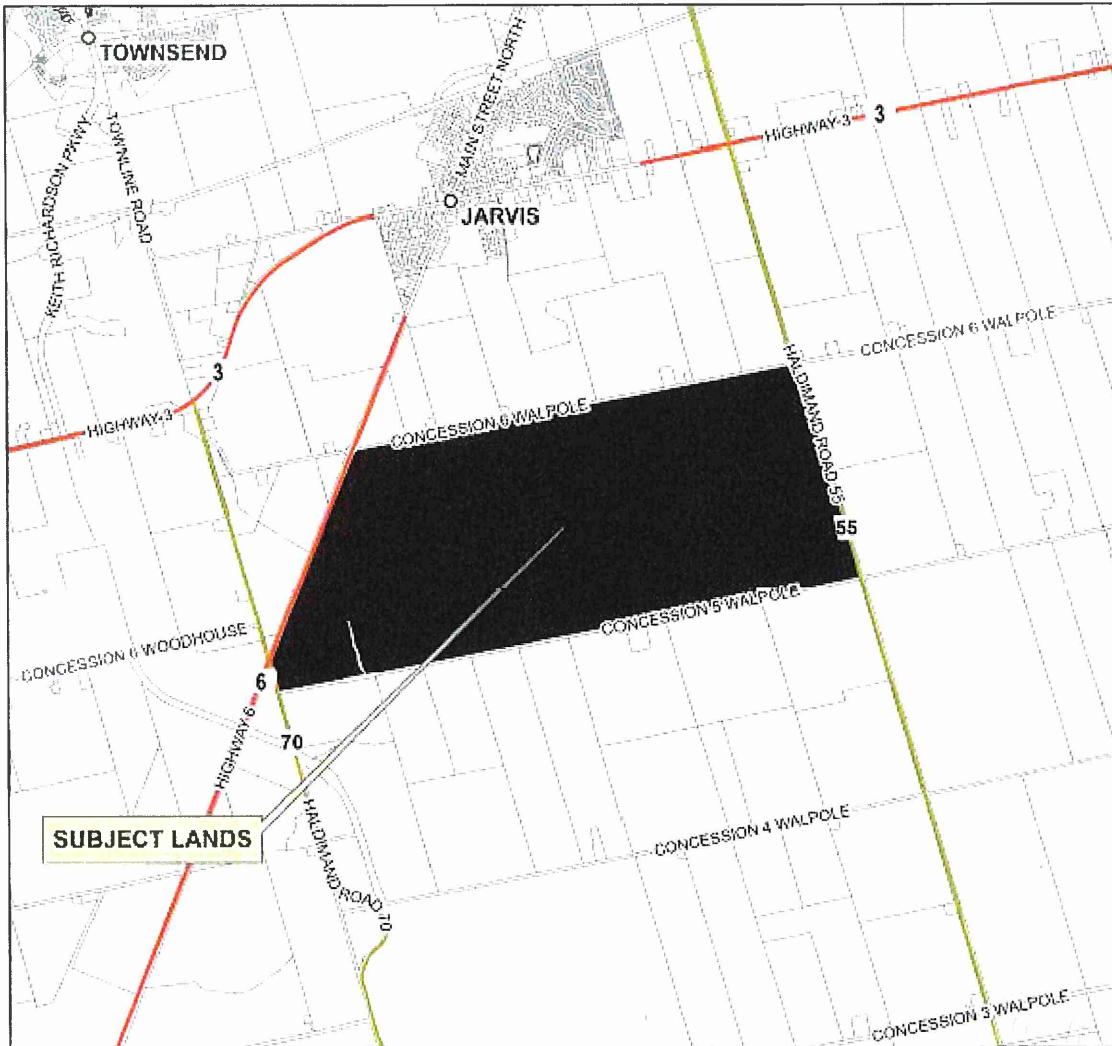 TOWNSEND
KEITH RICHARDSON PKWY
TOWNLINE ROAD
MAIN STREET NORTH
JARVIS
HIGHWAY 3
3
HIGHWAY 3
3
CONCESSION 6 WALPOLE
CONCESSION 6 WALPOLE
HALDIMAND ROAD 55
55
CONCESSION 5 WALPOLE
CONCESSION 6 WOODHOUSE
6
HIGHWAY 6
70
HALDIMAND ROAD 70
SUBJECT LANDS
CONCESSION 4 WALPOLE
CONCESSION 3 WALPOLE